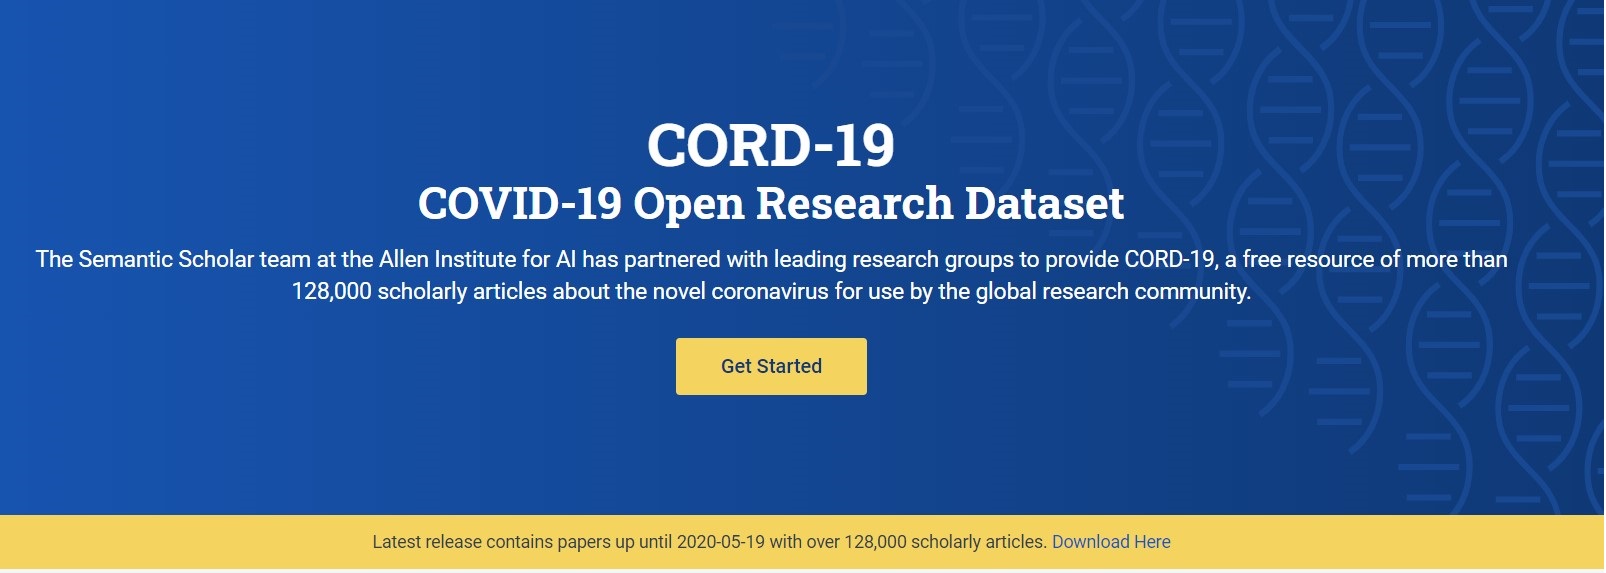 CORD-19
COVID-19 Open Research Dataset
The Semantic Scholar team at the Allen Institute for AI has partnered with leading research groups to provide CORD-19, a free resource of more than
128,000 scholarly articles about the novel coronavirus for use by the global research community.
Get Started
Latest release contains papers up until 2020-05-19 with over 128,000 scholarly articles. Download Here